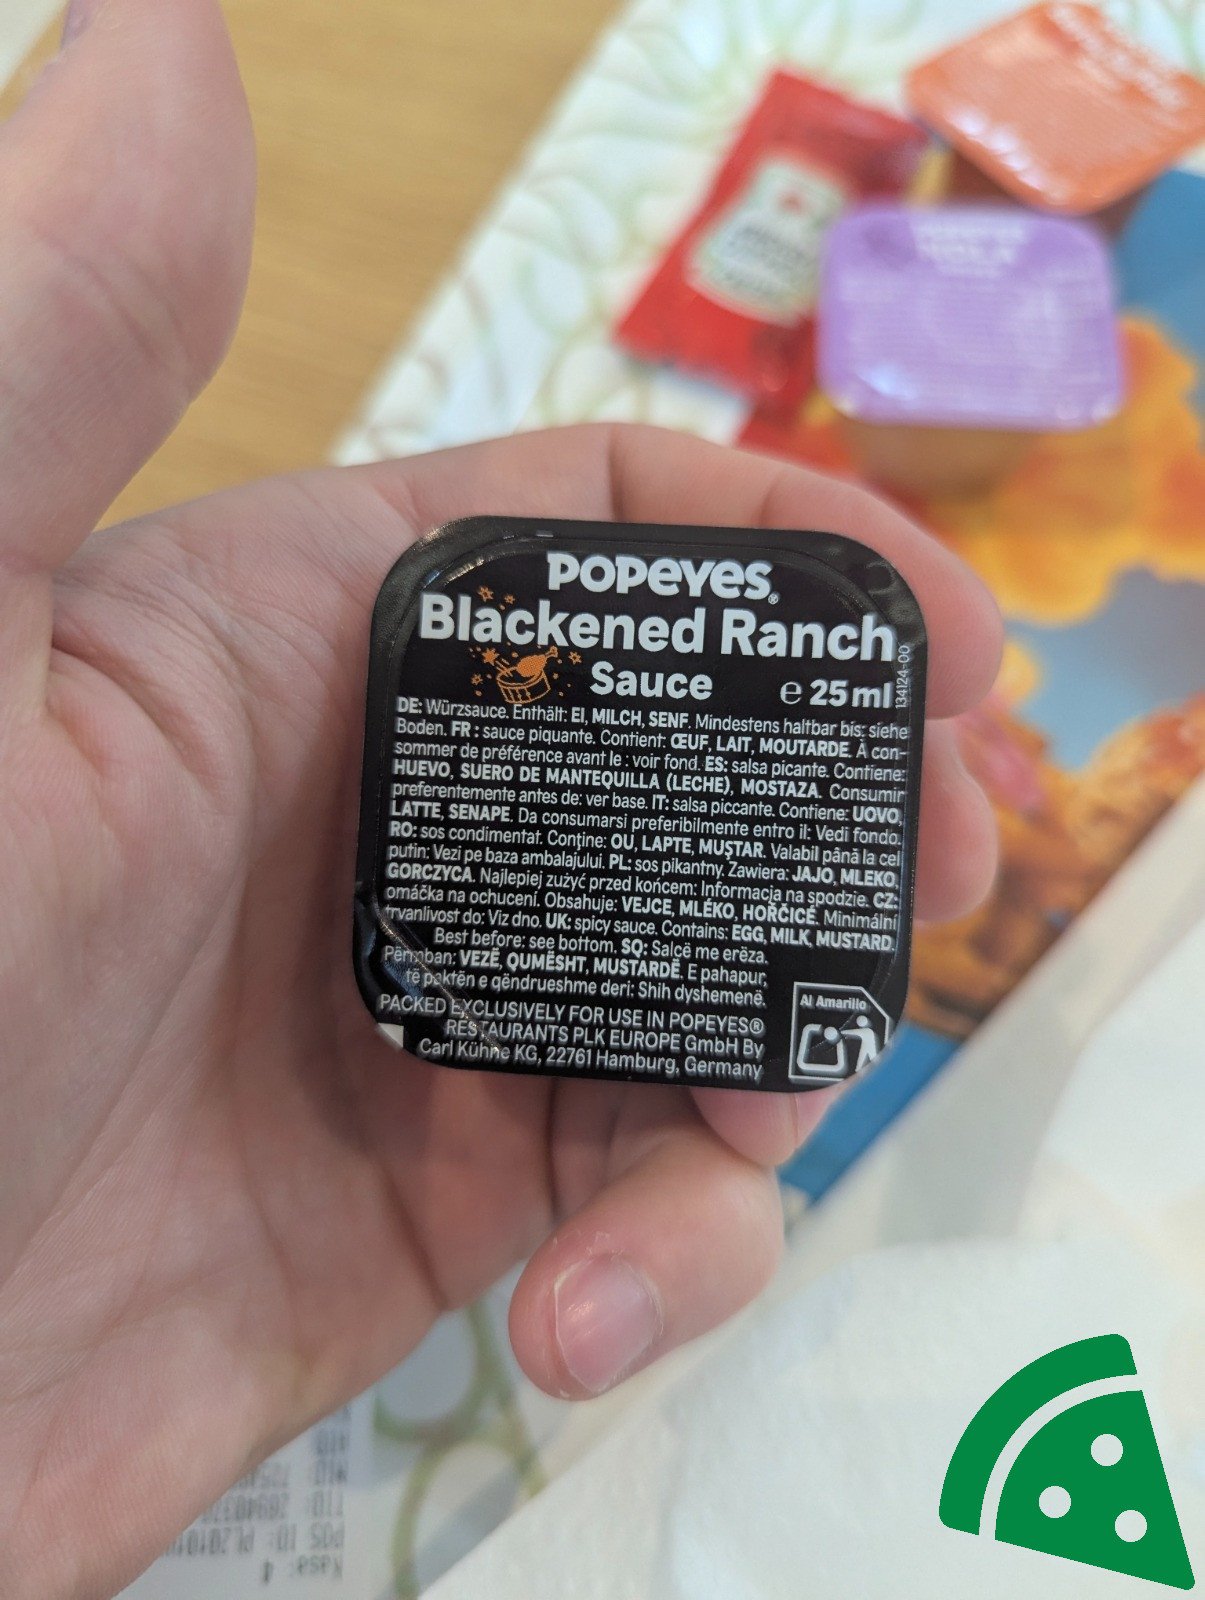 POPEYES®
Blackened Ranch
Sauce
℮ 25 ml
134124-00
DE: Würzsauce. Enthält: EI, MILCH, SENF. Mindestens haltbar bis: siehe
Boden. FR : sauce piquante. Contient: ŒUF, LAIT, MOUTARDE. À con-
sommer de préférence avant le : voir fond. ES: salsa picante. Contiene:
HUEVO, SUERO DE MANTEQUILLA (LECHE), MOSTAZA. Consumir
preferentemente antes de: ver base. IT: salsa piccante. Contiene: UOVO,
LATTE, SENAPE. Da consumarsi preferibilmente entro il: Vedi fondo.
RO: sos condimentat. Conține: OU, LAPTE, MUȘTAR. Valabil până la cel
puțin: Vezi pe baza ambalajului. PL: sos pikantny. Zawiera: JAJO, MLEKO,
GORCZYCA. Najlepiej zużyć przed końcem: Informacja na spodzie. CZ:
omáčka na ochucení. Obsahuje: VEJCE, MLÉKO, HOŘČICE. Minimální
trvanlivost do: Viz dno. UK: spicy sauce. Contains: EGG, MILK, MUSTARD.
Best before: see bottom. SQ: Salcë me erëza.
Përmban: VEZË, QUMËSHT, MUSTARDË. E pahapur,
të paktën e qëndrueshme deri: Shih dyshemenë.
PACKED EXCLUSIVELY FOR USE IN POPEYES®
RESTAURANTS PLK EUROPE GmbH By
Carl Kühne KG, 22761 Hamburg, Germany
Al Amarillo
Kasa: 4